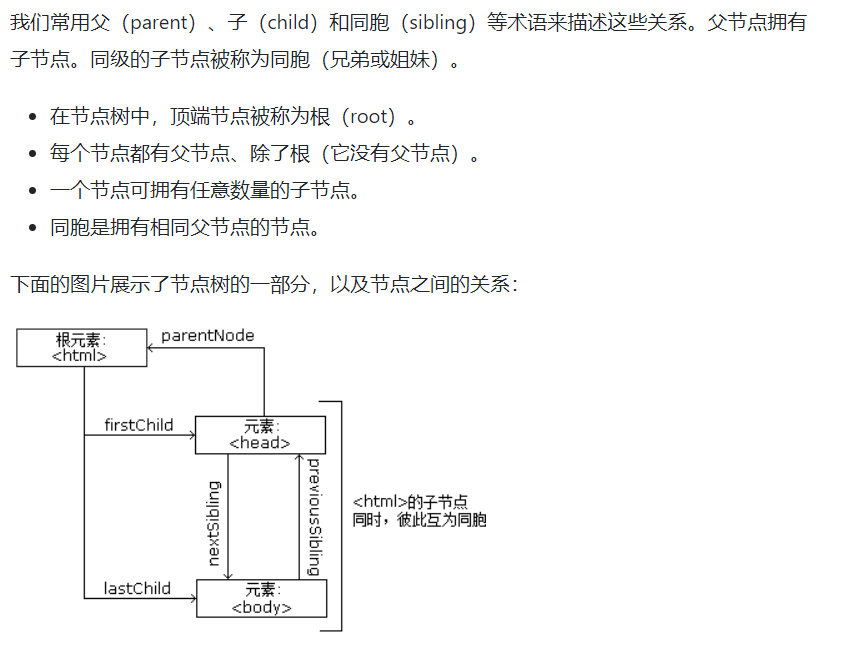 我们常用父（parent）、子（child）和同胞（sibling）等术语来描述这些关系。父节点拥有
子节点。同级的子节点被称为同胞（兄弟或姐妹）。
在节点树中，顶端节点被称为根（root）。
每个节点都有父节点、除了根（它没有父节点）。
一个节点可拥有任意数量的子节点。
同胞是拥有相同父节点的节点。
下面的图片展示了节点树的一部分，以及节点之间的关系：
根元素:
<html>
parentNode
firstChild
元素:
<head>
nextSibling
previousSibling
<html>的子节点
同时，彼此互为同胞
lastChild
元素:
<body>